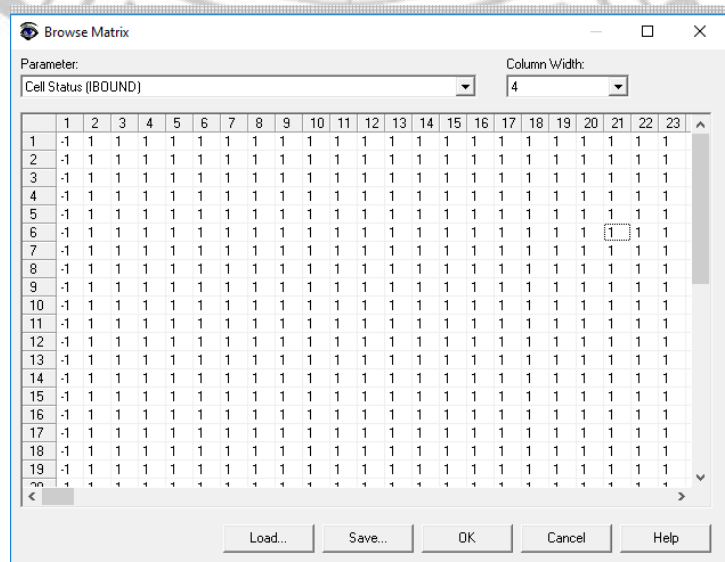 Browse Matrix
Parameter: Column Width:
Cell Status (IBOUND) 4
1 2 3 4 5 6 7 8 9 10 11 12 13 14 15 16 17 18 19 20 21 22 23
1 -1 1 1 1 1 1 1 1 1 1 1 1 1 1 1 1 1 1 1 1 1 1 1
2 -1 1 1 1 1 1 1 1 1 1 1 1 1 1 1 1 1 1 1 1 1 1 1
3 -1 1 1 1 1 1 1 1 1 1 1 1 1 1 1 1 1 1 1 1 1 1 1
4 -1 1 1 1 1 1 1 1 1 1 1 1 1 1 1 1 1 1 1 1 1 1 1
5 -1 1 1 1 1 1 1 1 1 1 1 1 1 1 1 1 1 1 1 1 1 1 1
6 -1 1 1 1 1 1 1 1 1 1 1 1 1 1 1 1 1 1 1 1 1 1 1
7 -1 1 1 1 1 1 1 1 1 1 1 1 1 1 1 1 1 1 1 1 1 1 1
8 -1 1 1 1 1 1 1 1 1 1 1 1 1 1 1 1 1 1 1 1 1 1 1
9 -1 1 1 1 1 1 1 1 1 1 1 1 1 1 1 1 1 1 1 1 1 1 1
10 -1 1 1 1 1 1 1 1 1 1 1 1 1 1 1 1 1 1 1 1 1 1 1
11 -1 1 1 1 1 1 1 1 1 1 1 1 1 1 1 1 1 1 1 1 1 1 1
12 -1 1 1 1 1 1 1 1 1 1 1 1 1 1 1 1 1 1 1 1 1 1 1
13 -1 1 1 1 1 1 1 1 1 1 1 1 1 1 1 1 1 1 1 1 1 1 1
14 -1 1 1 1 1 1 1 1 1 1 1 1 1 1 1 1 1 1 1 1 1 1 1
15 -1 1 1 1 1 1 1 1 1 1 1 1 1 1 1 1 1 1 1 1 1 1 1
16 -1 1 1 1 1 1 1 1 1 1 1 1 1 1 1 1 1 1 1 1 1 1 1
17 -1 1 1 1 1 1 1 1 1 1 1 1 1 1 1 1 1 1 1 1 1 1 1
18 -1 1 1 1 1 1 1 1 1 1 1 1 1 1 1 1 1 1 1 1 1 1 1
19 -1 1 1 1 1 1 1 1 1 1 1 1 1 1 1 1 1 1 1 1 1 1 1
Load... Save... OK Cancel Help